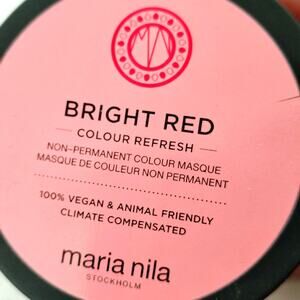 BRIGHT RED
COLOUR REFRESH
NON-PERMANENT COLOUR MASQUE
MASQUE DE COULEUR NON PERMANENT
100% VEGAN & ANIMAL FRIENDLY
CLIMATE COMPENSATED
maria nila
STOCKHOLM